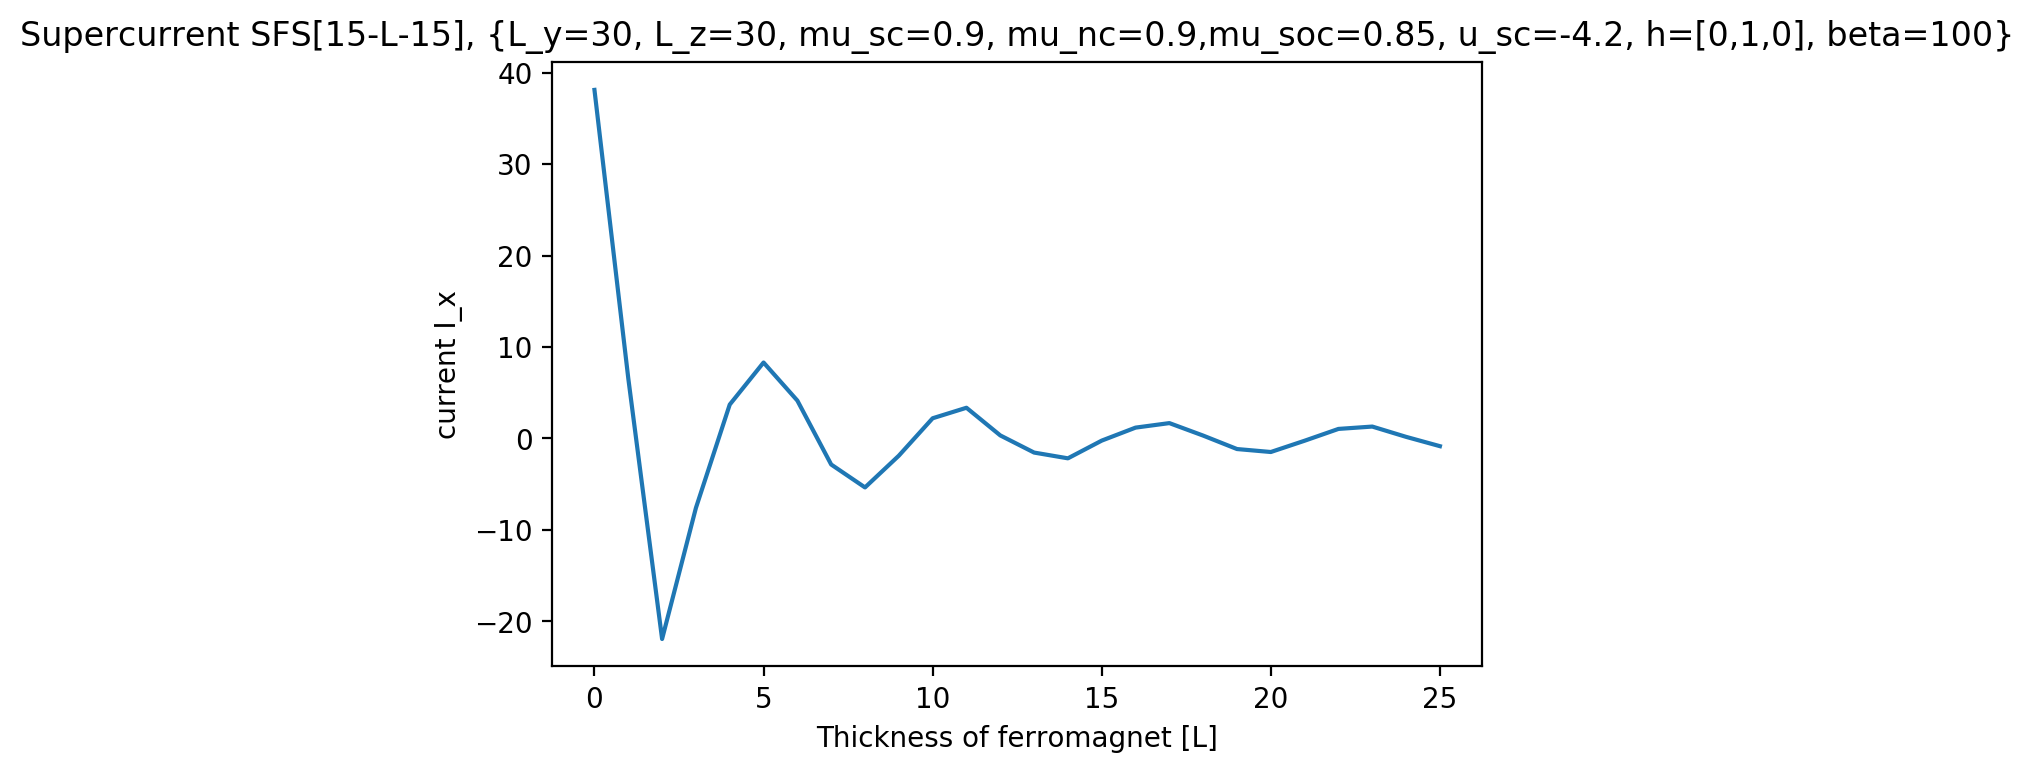 Supercurrent SFS[15-L-15], {L_y=30, L_z=30, mu_sc=0.9, mu_nc=0.9,mu_soc=0.85, u_sc=-4.2, h=[0,1,0], beta=100}
40
30
20
10
0
−10
−20
current I_x
0 5 10 15 20 25
Thickness of ferromagnet [L]